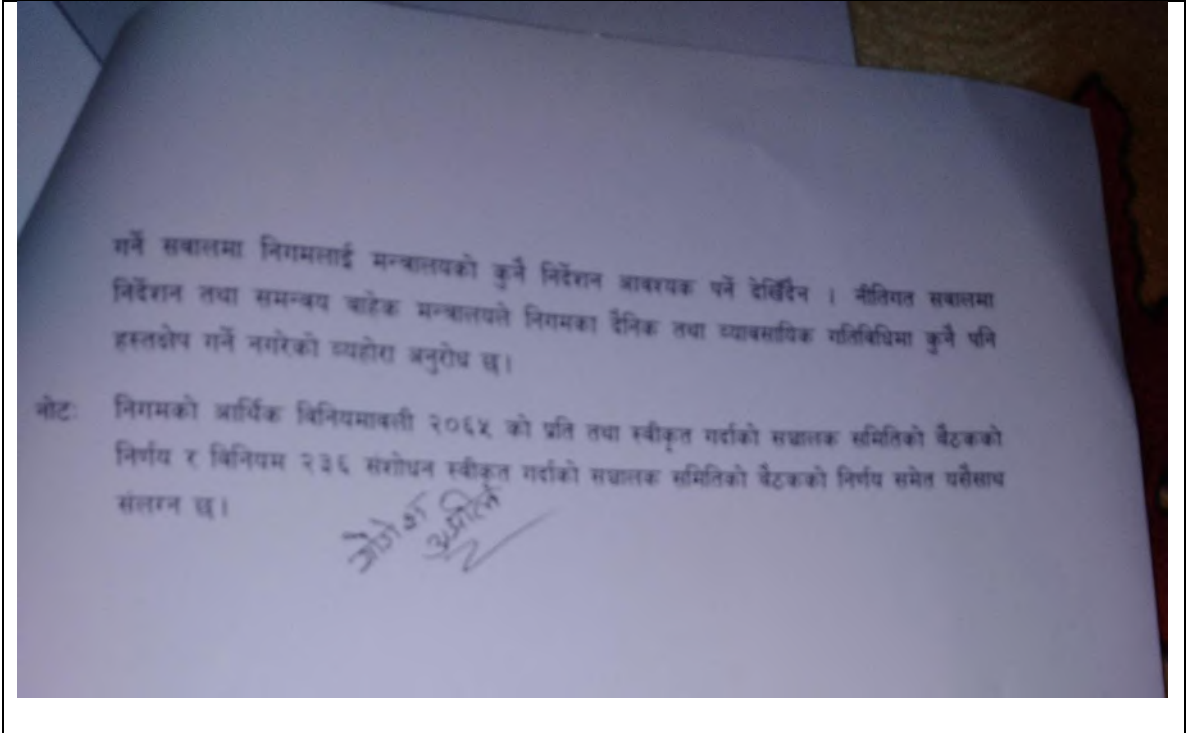 गर्ने सवालमा निगमलाई मन्त्रालयको कुनै निर्देशन आवश्यक पर्ने देखिँदैन । नीतिगत सवालमा
निर्देशन तथा समन्वय बाहेक मन्त्रालयले निगमका दैनिक तथा व्यावसायिक गतिबिधिमा कुनै पनि
हस्तक्षेप गर्ने नगरेको व्यहोरा अनुरोध छ।
नोटः निगमको आर्थिक विनियमावली २०६५ को प्रति तथा स्वीकृत गर्दाको सञ्चालक समितिको बैठकको
निर्णय र विनियम २३६ संशोधन स्वीकृत गर्दाको सञ्चालक समितिको बैठकको निर्णय समेत यसैसाथ
संलग्न छ।